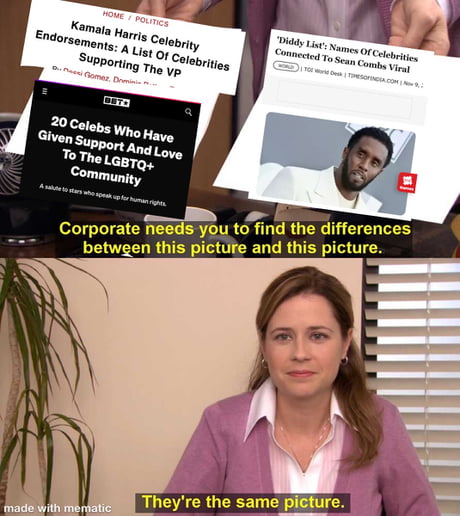 HOME / POLITICS
Kamala Harris Celebrity
Endorsements: A List Of Celebrities
Supporting The VP
Gomez,
BET+
20 Celebs Who Have
Given Support And Love
To The LGBTQ+
Community
A salute to stars who speak up for human rights.
'Diddy List': Names Of Celebrities
Connected To Sean Combs Viral
WORLD | TOI World Desk | TIMESOFINDIA.COM | Nov 9,
Corporate needs you to find the differences
between this picture and this picture.
They're the same picture.
made with mematic